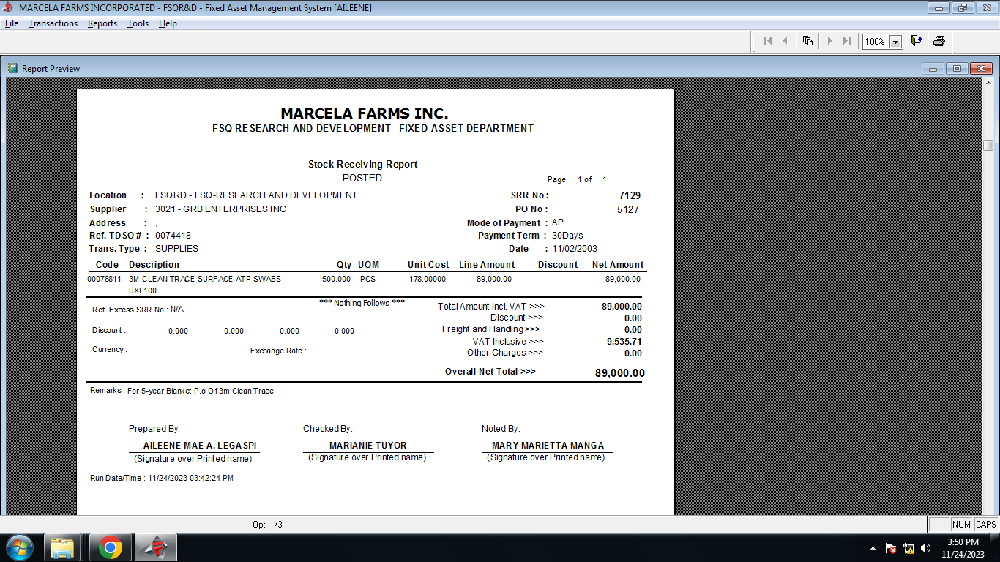 MARCELA FARMS INCORPORATED - FSQR&D - Fixed Asset Management System [AILEENE]
File Transactions Reports Tools Help
100%
Report Preview
MARCELA FARMS INC.
FSQ-RESEARCH AND DEVELOPMENT - FIXED ASSET DEPARTMENT
Stock Receiving Report
POSTED
Page 1 of 1
Location : FSQRD - FSQ-RESEARCH AND DEVELOPMENT SRR No : 7129
Supplier : 3021 - GRB ENTERPRISES INC PO No : 5127
Address : , Mode of Payment : AP
Ref. TDSO # : 0074418 Payment Term : 30Days
Trans. Type : SUPPLIES Date : 11/02/2003
Code Description Qty UOM Unit Cost Line Amount Discount Net Amount
00076811 3M CLEAN TRACE SURFACE ATP SWABS 500.000 PCS 178.00000 89,000.00 89,000.00
UXL100
*** Nothing Follows ***
Total Amount Incl. VAT >>> 89,000.00
Ref. Excess SRR No.: N/A
Discount >>> 0.00
Freight and Handling >>> 0.00
Discount : 0.000 0.000 0.000 0.000
VAT Inclusive >>> 9,535.71
Currency : Exchange Rate :
Other Charges >>> 0.00
Overall Net Total >>> 89,000.00
Remarks : For 5-year Blanket P.o Of 3m Clean Trace
Prepared By: Checked By: Noted By:
AILEENE MAE A. LEGASPI MARIANIE TUYOR MARY MARIETTA MANGA
(Signature over Printed name) (Signature over Printed name) (Signature over Printed name)
Run Date/Time : 11/24/2023 03:42:24 PM
Opt: 1/3
NUM CAPS
3:50 PM
11/24/2023